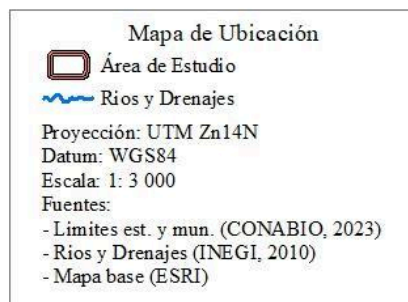 Mapa de Ubicación
Área de Estudio
Rios y Drenajes
Proyección: UTM Zn14N
Datum: WGS84
Escala: 1: 3 000
Fuentes:
- Limites est. y mun. (CONABIO, 2023)
- Rios y Drenajes (INEGI, 2010)
- Mapa base (ESRI)